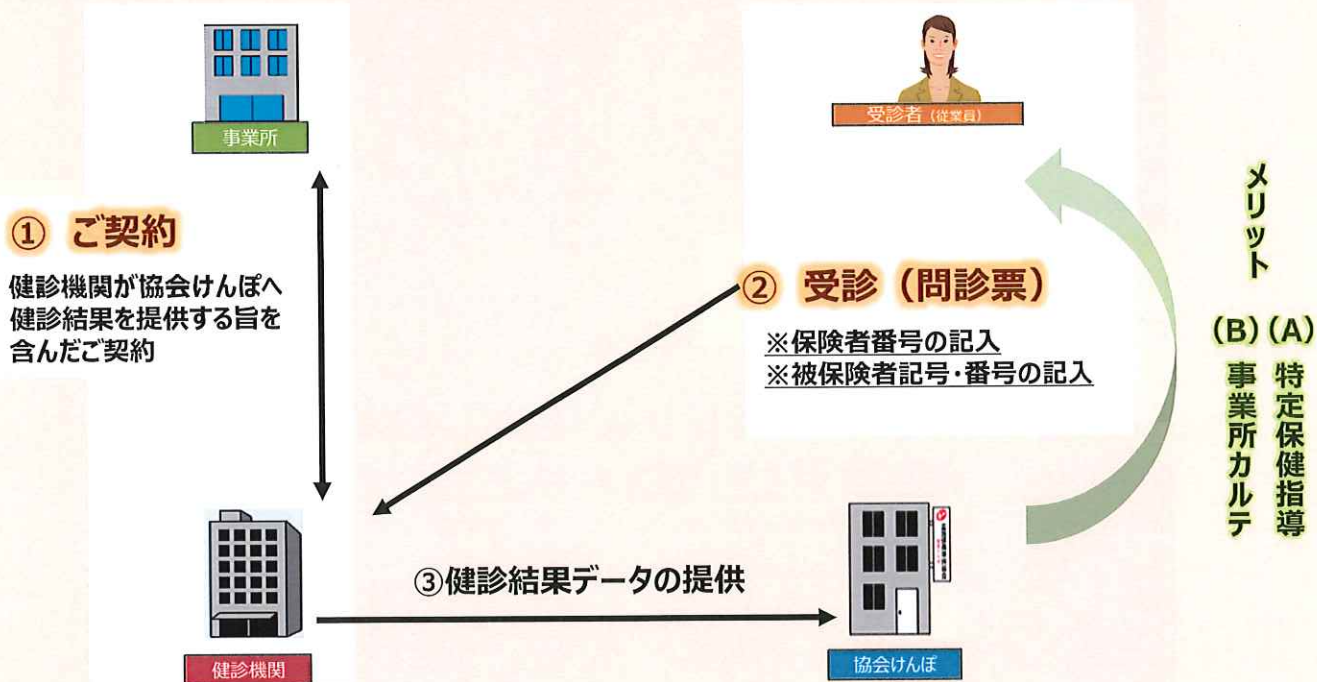 事業所
受診者（従業員）
① ご契約
健診機関が協会けんぽへ
健診結果を提供する旨を
含んだご契約
② 受診（問診票）
※保険者番号の記入
※被保険者記号・番号の記入
メリット
(A) 特定保健指導
(B) 事業所カルテ
③健診結果データの提供
健診機関
協会けんぽ